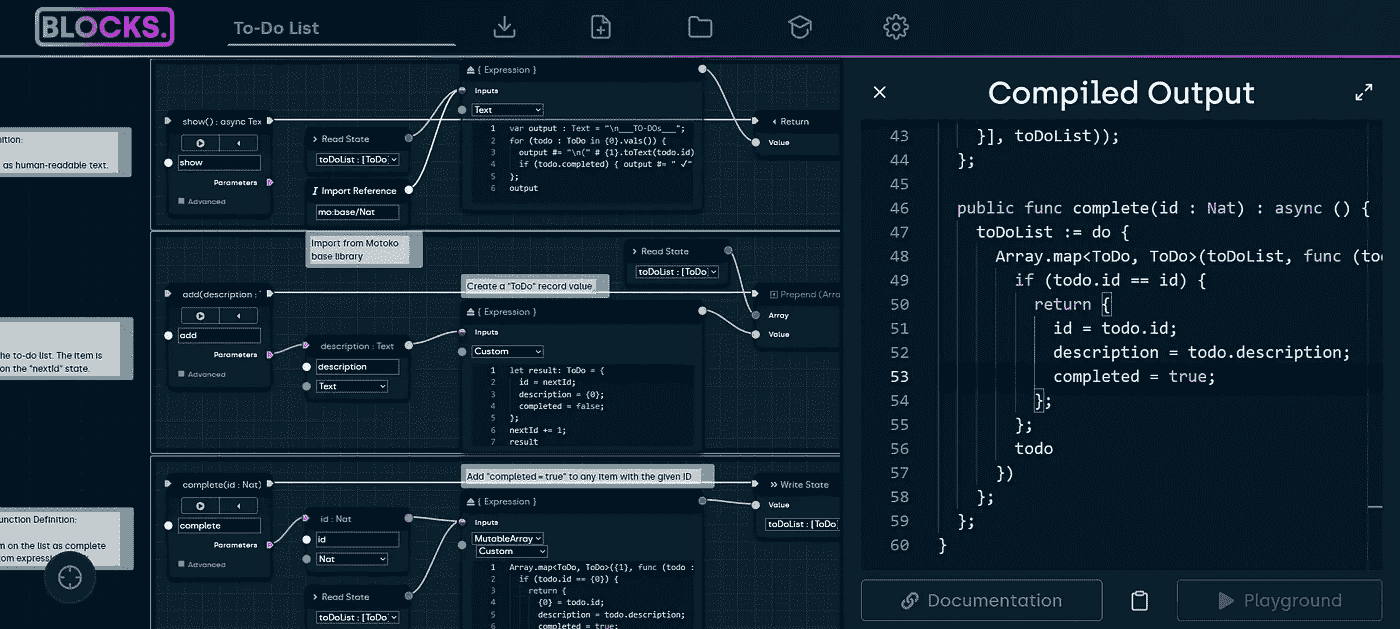 BLOCKS.
To-Do List
nition:
as human-readable text.
he to-do list. The item is
on the "nextId" state.
unction Definition:
m on the list as complete
om express
show() : async Tex
show
Parameters
Advanced
Read State
toDoList : [ToDo]
Import Reference
mo:base/Nat
Import from Motoko
base library
{ Expression }
Inputs
Text
1 var output : Text = "\n___TO-DOs___";
2 for (todo : ToDo in {0}.vals()) {
3 output #= "\n(" # {1}.toText(todo.id)
4 if (todo.completed) { output #= " ✓"
5 };
6 output
Return
Value
add(description :
add
Parameters
Advanced
description : Text
description
Text
Create a "ToDo" record value
{ Expression }
Inputs
Custom
1 let result: ToDo = {
2 id = nextId;
3 description = {0};
4 completed = false;
5 };
6 nextId += 1;
7 result
Read State
toDoList : [ToDo]
Prepend (Arra
Array
Value
complete(id : Nat)
complete
Parameters
Advanced
id : Nat
id
Nat
Read State
toDoList : [ToDo]
Add "completed = true" to any item with the given ID
{ Expression }
Inputs
MutableArray
Custom
1 Array.map<ToDo, ToDo>({1}, func (todo :
2 if (todo.id == {0}) {
3 return {
4 {0} = todo.id;
5 description = todo.description;
6 completed = true;
Write State
Value
toDoList : [ToDo]
Compiled Output
43 }], toDoList));
44 };
45
46 public func complete(id : Nat) : async () {
47 toDoList := do {
48 Array.map<ToDo, ToDo>(toDoList, func (to
49 if (todo.id == id) {
50 return {
51 id = todo.id;
52 description = todo.description;
53 completed = true;
54 };
55 };
56 todo
57 })
58 };
59 };
60 }
Documentation
Playground